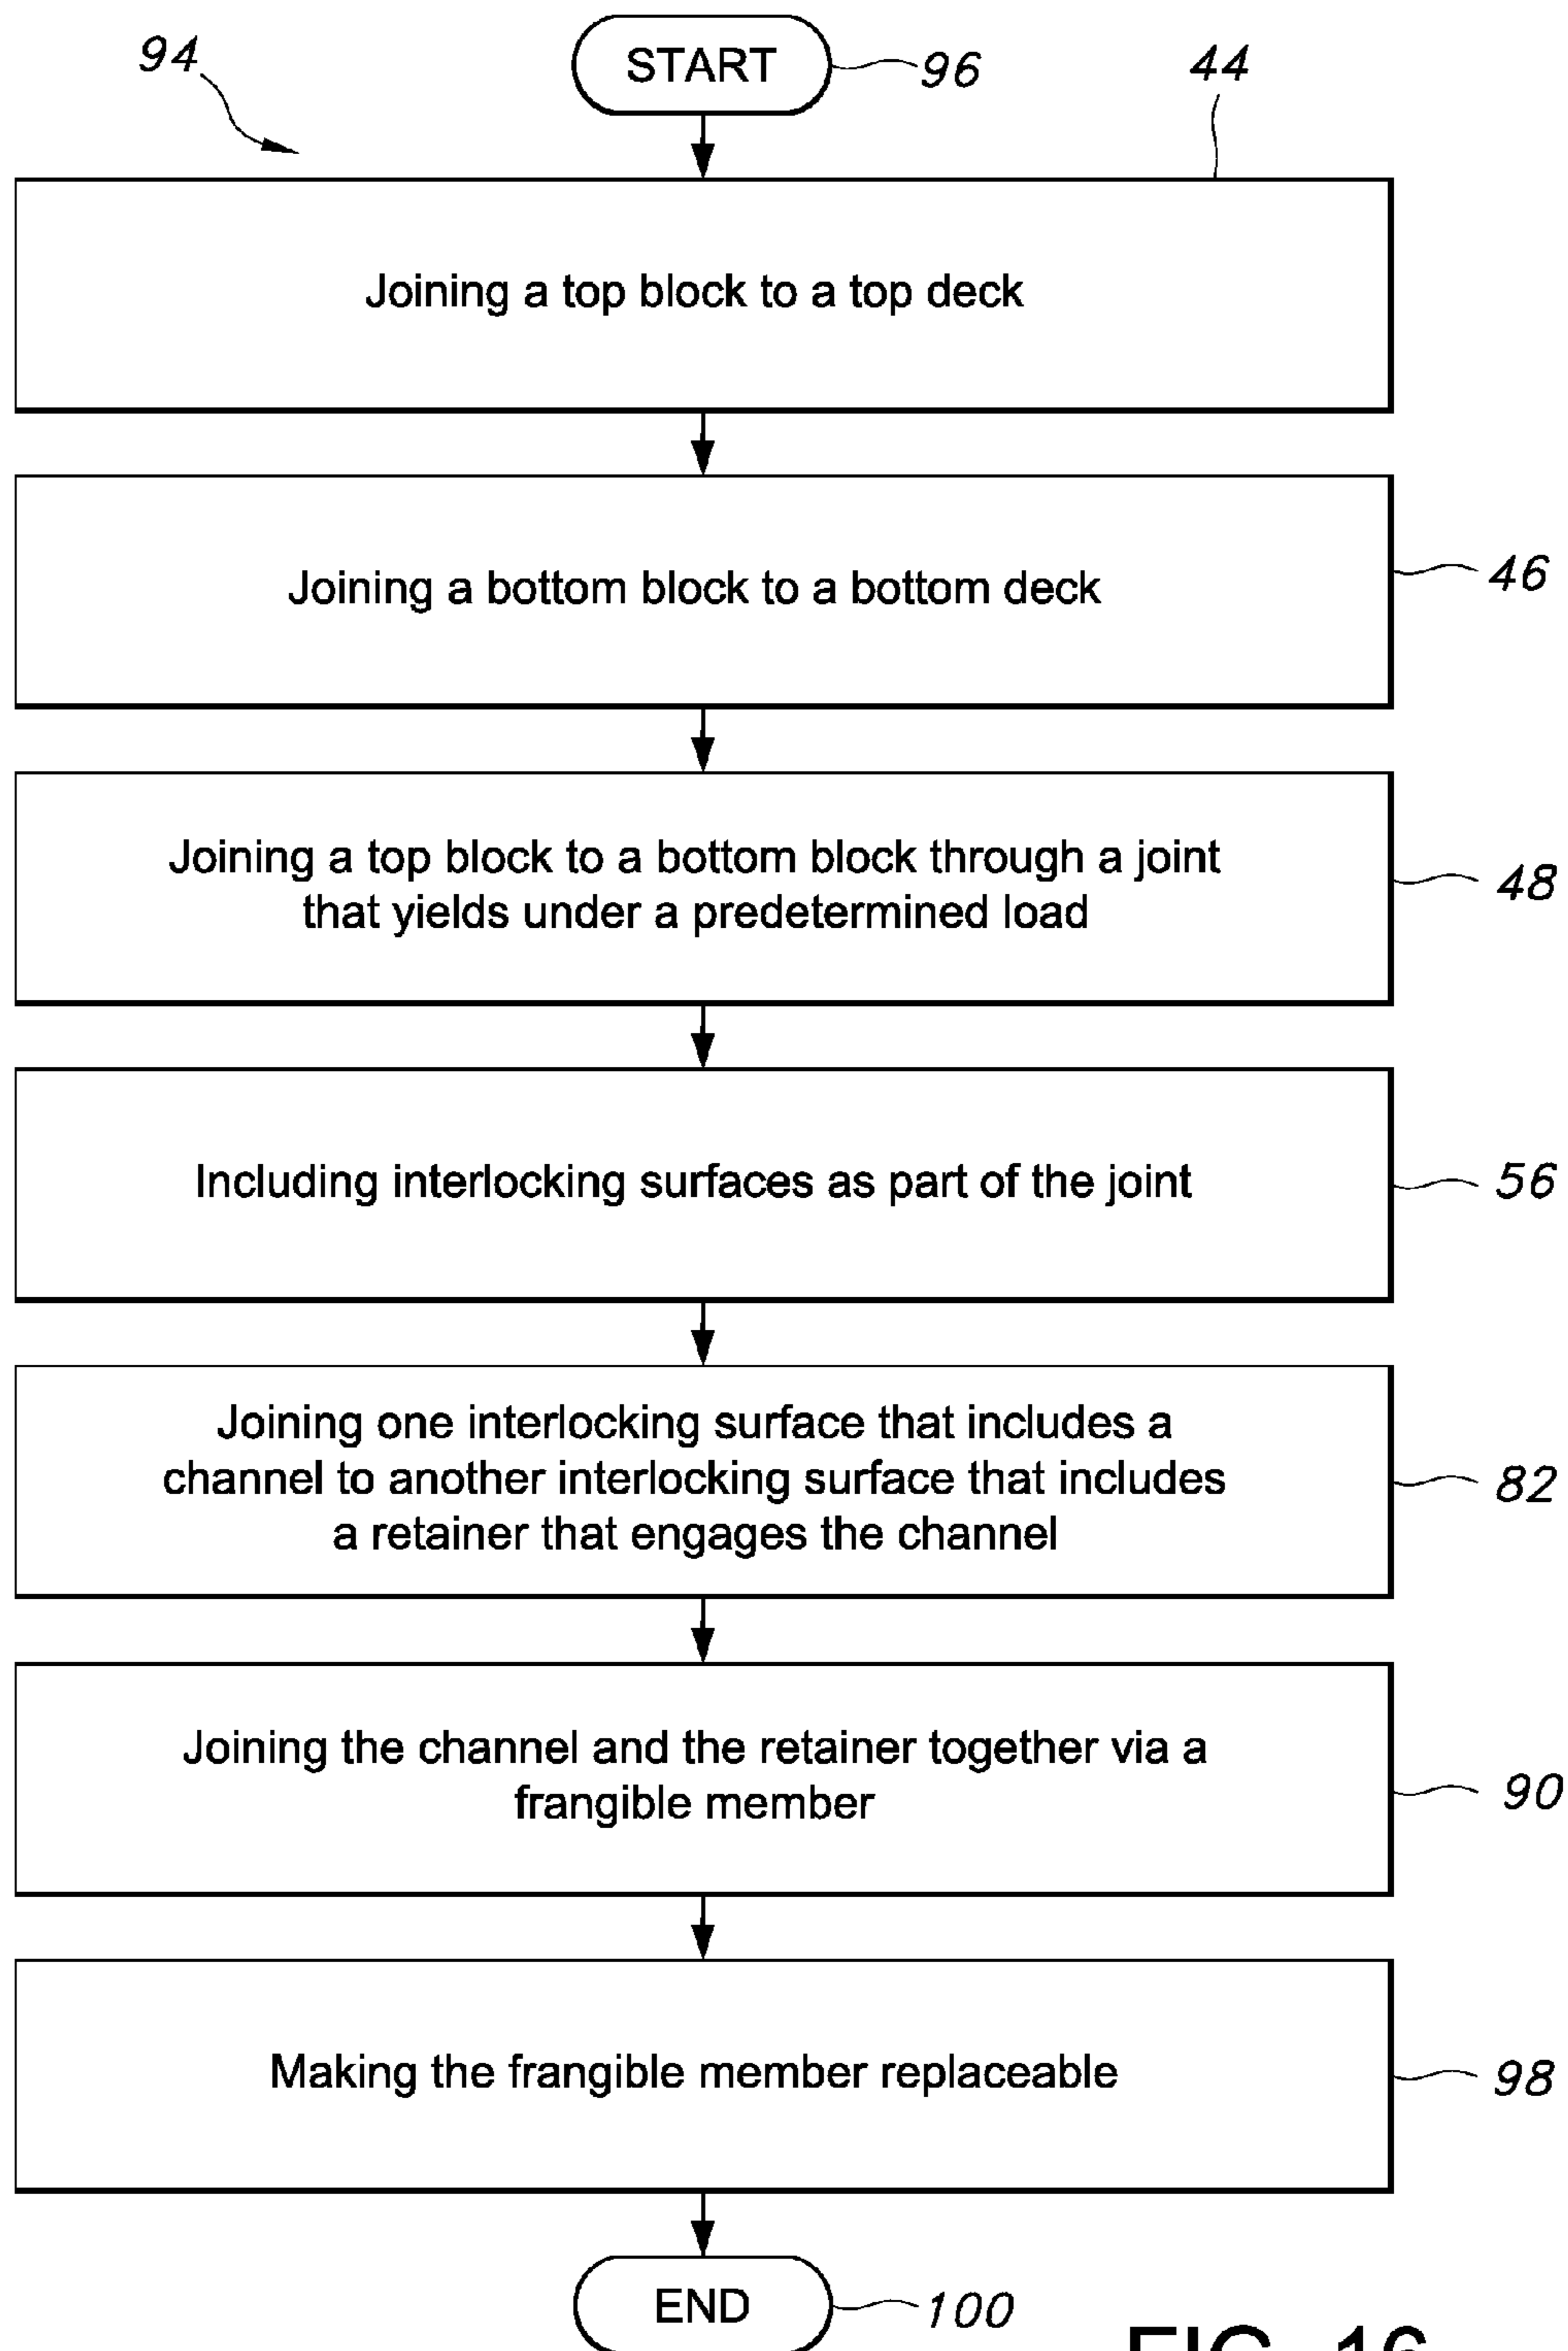 94
START
96
44
Joining a top block to a top deck
Joining a bottom block to a bottom deck
46
Joining a top block to a bottom block through a joint
that yields under a predetermined load
48
Including interlocking surfaces as part of the joint
56
Joining one interlocking surface that includes a
channel to another interlocking surface that includes
a retainer that engages the channel
82
Joining the channel and the retainer together via a
frangible member
90
Making the frangible member replaceable
98
END
100
FIG. 16